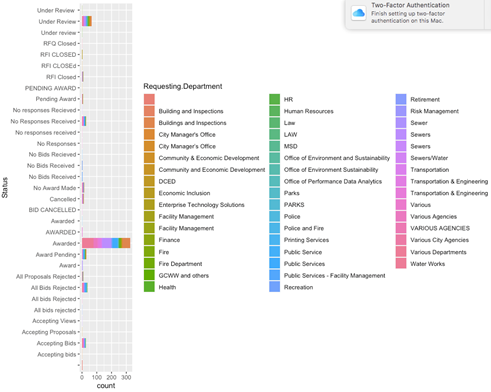 Two-Factor Authentication
Finish setting up two-factor
authentication on this Mac.
Status
Under Review
Under Review
Under review
RFQ Closed
RFI CLOSED
RFI CLOSEd
RFI Closed
PENDING AWARD
Pending Award
No responses Recieved
No Responses Received
No responses received
No Responses
No Bids Recieved
No Bids Received
No Bids Received
No Award Made
Cancelled
BID CANCELLED
Awarded
AWARDED
Awarded
Award Pending
Award
All Proposals Rejected
All Bids Rejected
All bids Rejected
All bids rejected
Accepting Views
Accepting Proposals
Accepting Bids
Accepting bids
0 100 200 300
count
Requesting.Department
Building and Inspections
Buildings and Inspections
City Manager's Office
City Manager's Office
Community & Economic Development
Community and Economic Development
DCED
Economic Inclusion
Enterprise Technology Solutions
Facility Management
Facility Management
Finance
Fire
Fire Department
GCWW and others
Health
HR
Human Resources
Law
LAW
MSD
Office of Environment and Sustainability
Office of Environment Sustainability
Office of Performance Data Analytics
Parks
PARKS
Police
Police and Fire
Printing Services
Public Service
Public Services
Public Services - Facility Management
Recreation
Retirement
Risk Management
Sewer
Sewers
Sewers
Sewers/Water
Transportation
Transportation & Engineering
Transportation & Engineering
Various
Various Agencies
VARIOUS AGENCIES
Various City Agencies
Various Departments
Water Works